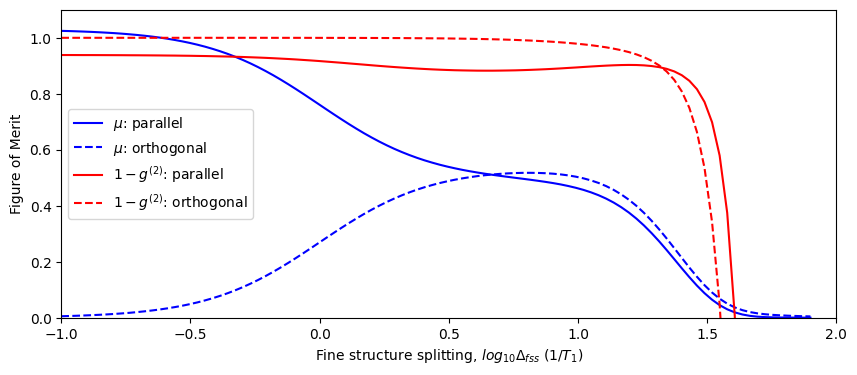 1.0
0.8
0.6
0.4
0.2
0.0
Figure of Merit
μ: parallel
μ: orthogonal
1 − g^(2): parallel
1 − g^(2): orthogonal
−1.0 −0.5 0.0 0.5 1.0 1.5 2.0
Fine structure splitting, log₁₀Δ_fss (1/T₁)